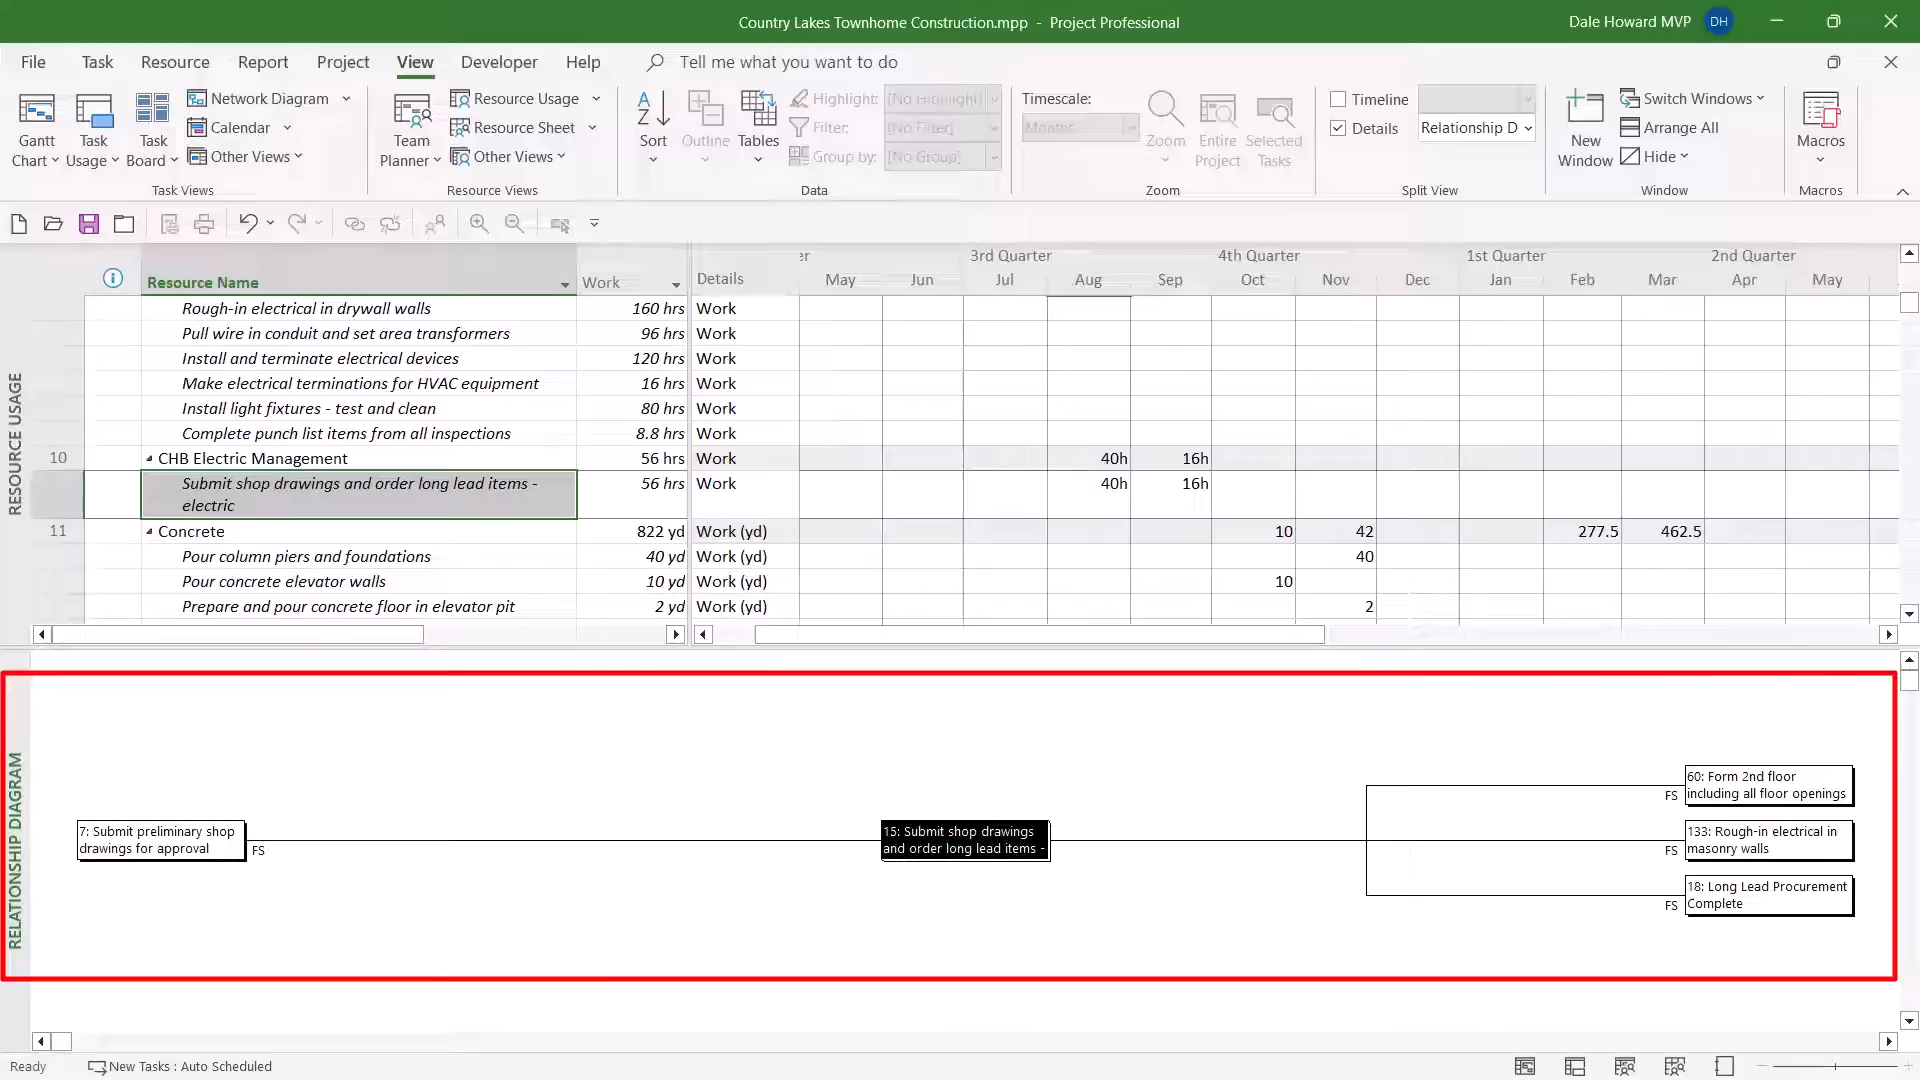 Country Lakes Townhome Construction.mpp - Project Professional
Dale Howard MVP DH
File Task Resource Report Project View Developer Help Tell me what you want to do
Gantt Chart
Task Usage
Task Board
Network Diagram
Calendar
Other Views
Task Views
Team Planner
Resource Usage
Resource Sheet
Other Views
Resource Views
Sort
Outline
Tables
Highlight: [No Highlight]
Filter: [No Filter]
Group by: [No Group]
Data
Timescale:
Months
Zoom
Entire Project
Selected Tasks
Zoom
Timeline
Details Relationship D
Split View
New Window
Switch Windows
Arrange All
Hide
Window
Macros
Macros
er 3rd Quarter 4th Quarter 1st Quarter 2nd Quarter
Resource Name Work Details May Jun Jul Aug Sep Oct Nov Dec Jan Feb Mar Apr May
Rough-in electrical in drywall walls 160 hrs Work
Pull wire in conduit and set area transformers 96 hrs Work
Install and terminate electrical devices 120 hrs Work
Make electrical terminations for HVAC equipment 16 hrs Work
Install light fixtures - test and clean 80 hrs Work
Complete punch list items from all inspections 8.8 hrs Work
10 CHB Electric Management 56 hrs Work 40h 16h
Submit shop drawings and order long lead items - 56 hrs Work 40h 16h
electric
11 Concrete 822 yd Work (yd) 10 42 277.5 462.5
Pour column piers and foundations 40 yd Work (yd) 40
Pour concrete elevator walls 10 yd Work (yd) 10
Prepare and pour concrete floor in elevator pit 2 yd Work (yd) 2
RESOURCE USAGE
RELATIONSHIP DIAGRAM
7: Submit preliminary shop
drawings for approval
FS
15: Submit shop drawings
and order long lead items -
60: Form 2nd floor
including all floor openings
FS
133: Rough-in electrical in
masonry walls
FS
18: Long Lead Procurement
Complete
FS
Ready New Tasks : Auto Scheduled